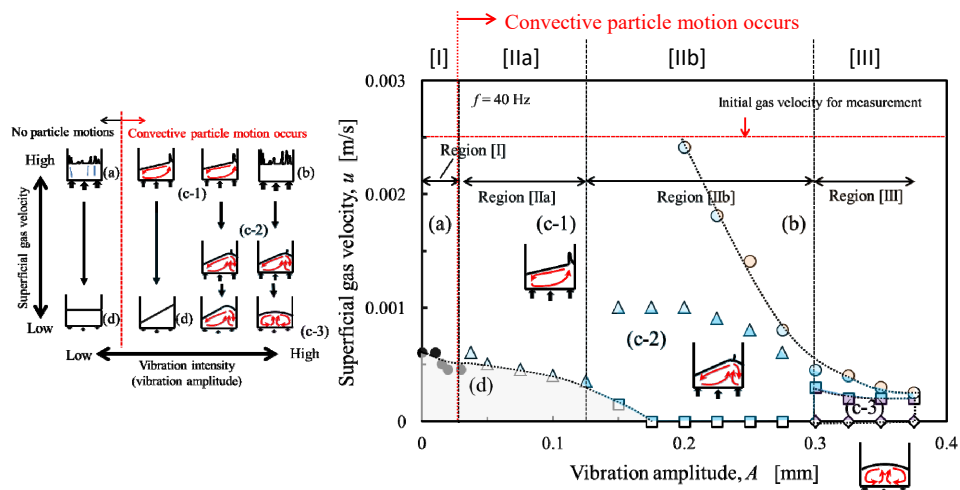 Convective particle motion occurs
[I] [IIa] [IIb] [III]
0.003
f = 40 Hz
Initial gas velocity for measurement
Region [I]
Region [IIa]
Region [IIb]
Region [III]
0.002
(a)
(c-1)
(b)
0.001
(c-2)
(d)
(c-3)
0
0 0.1 0.2 0.3 0.4
Superficial gas velocity, u [m/s]
Vibration amplitude, A [mm]
No particle motions
Convective particle motion occurs
High
(a)
(c-1)
(b)
(c-2)
Superficial gas velocity
Low
(d)
(d)
(c-3)
Low
High
Vibration intensity
(vibration amplitude)